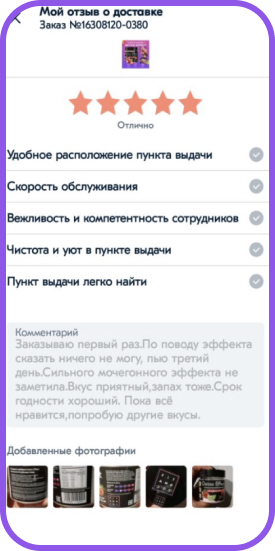 Мой отзыв о доставке
Заказ №16308120-0380
Отлично
Удобное расположение пункта выдачи
Скорость обслуживания
Вежливость и компетентность сотрудников
Чистота и уют в пункте выдачи
Пункт выдачи легко найти
Комментарий
Заказываю первый раз.По поводу эффекта
сказать ничего не могу, пью третий
день.Сильного мочегонного эффекта не
заметила.Вкус приятный,запах тоже.Срок
годности хороший. Пока всё
нравится,попробую другие вкусы.
Добавленные фотографии